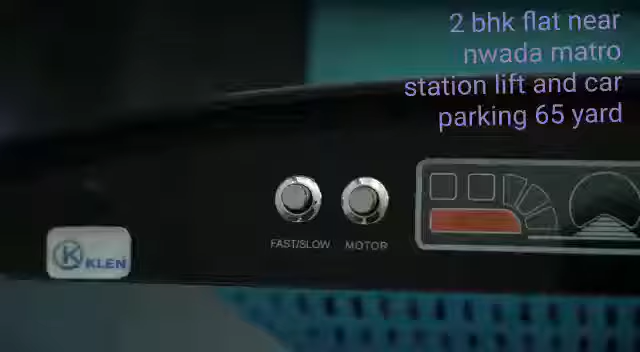 2 bhk flat near
nwada matro
station lift and car
parking 65 yard
FAST/SLOW MOTOR
KLEN